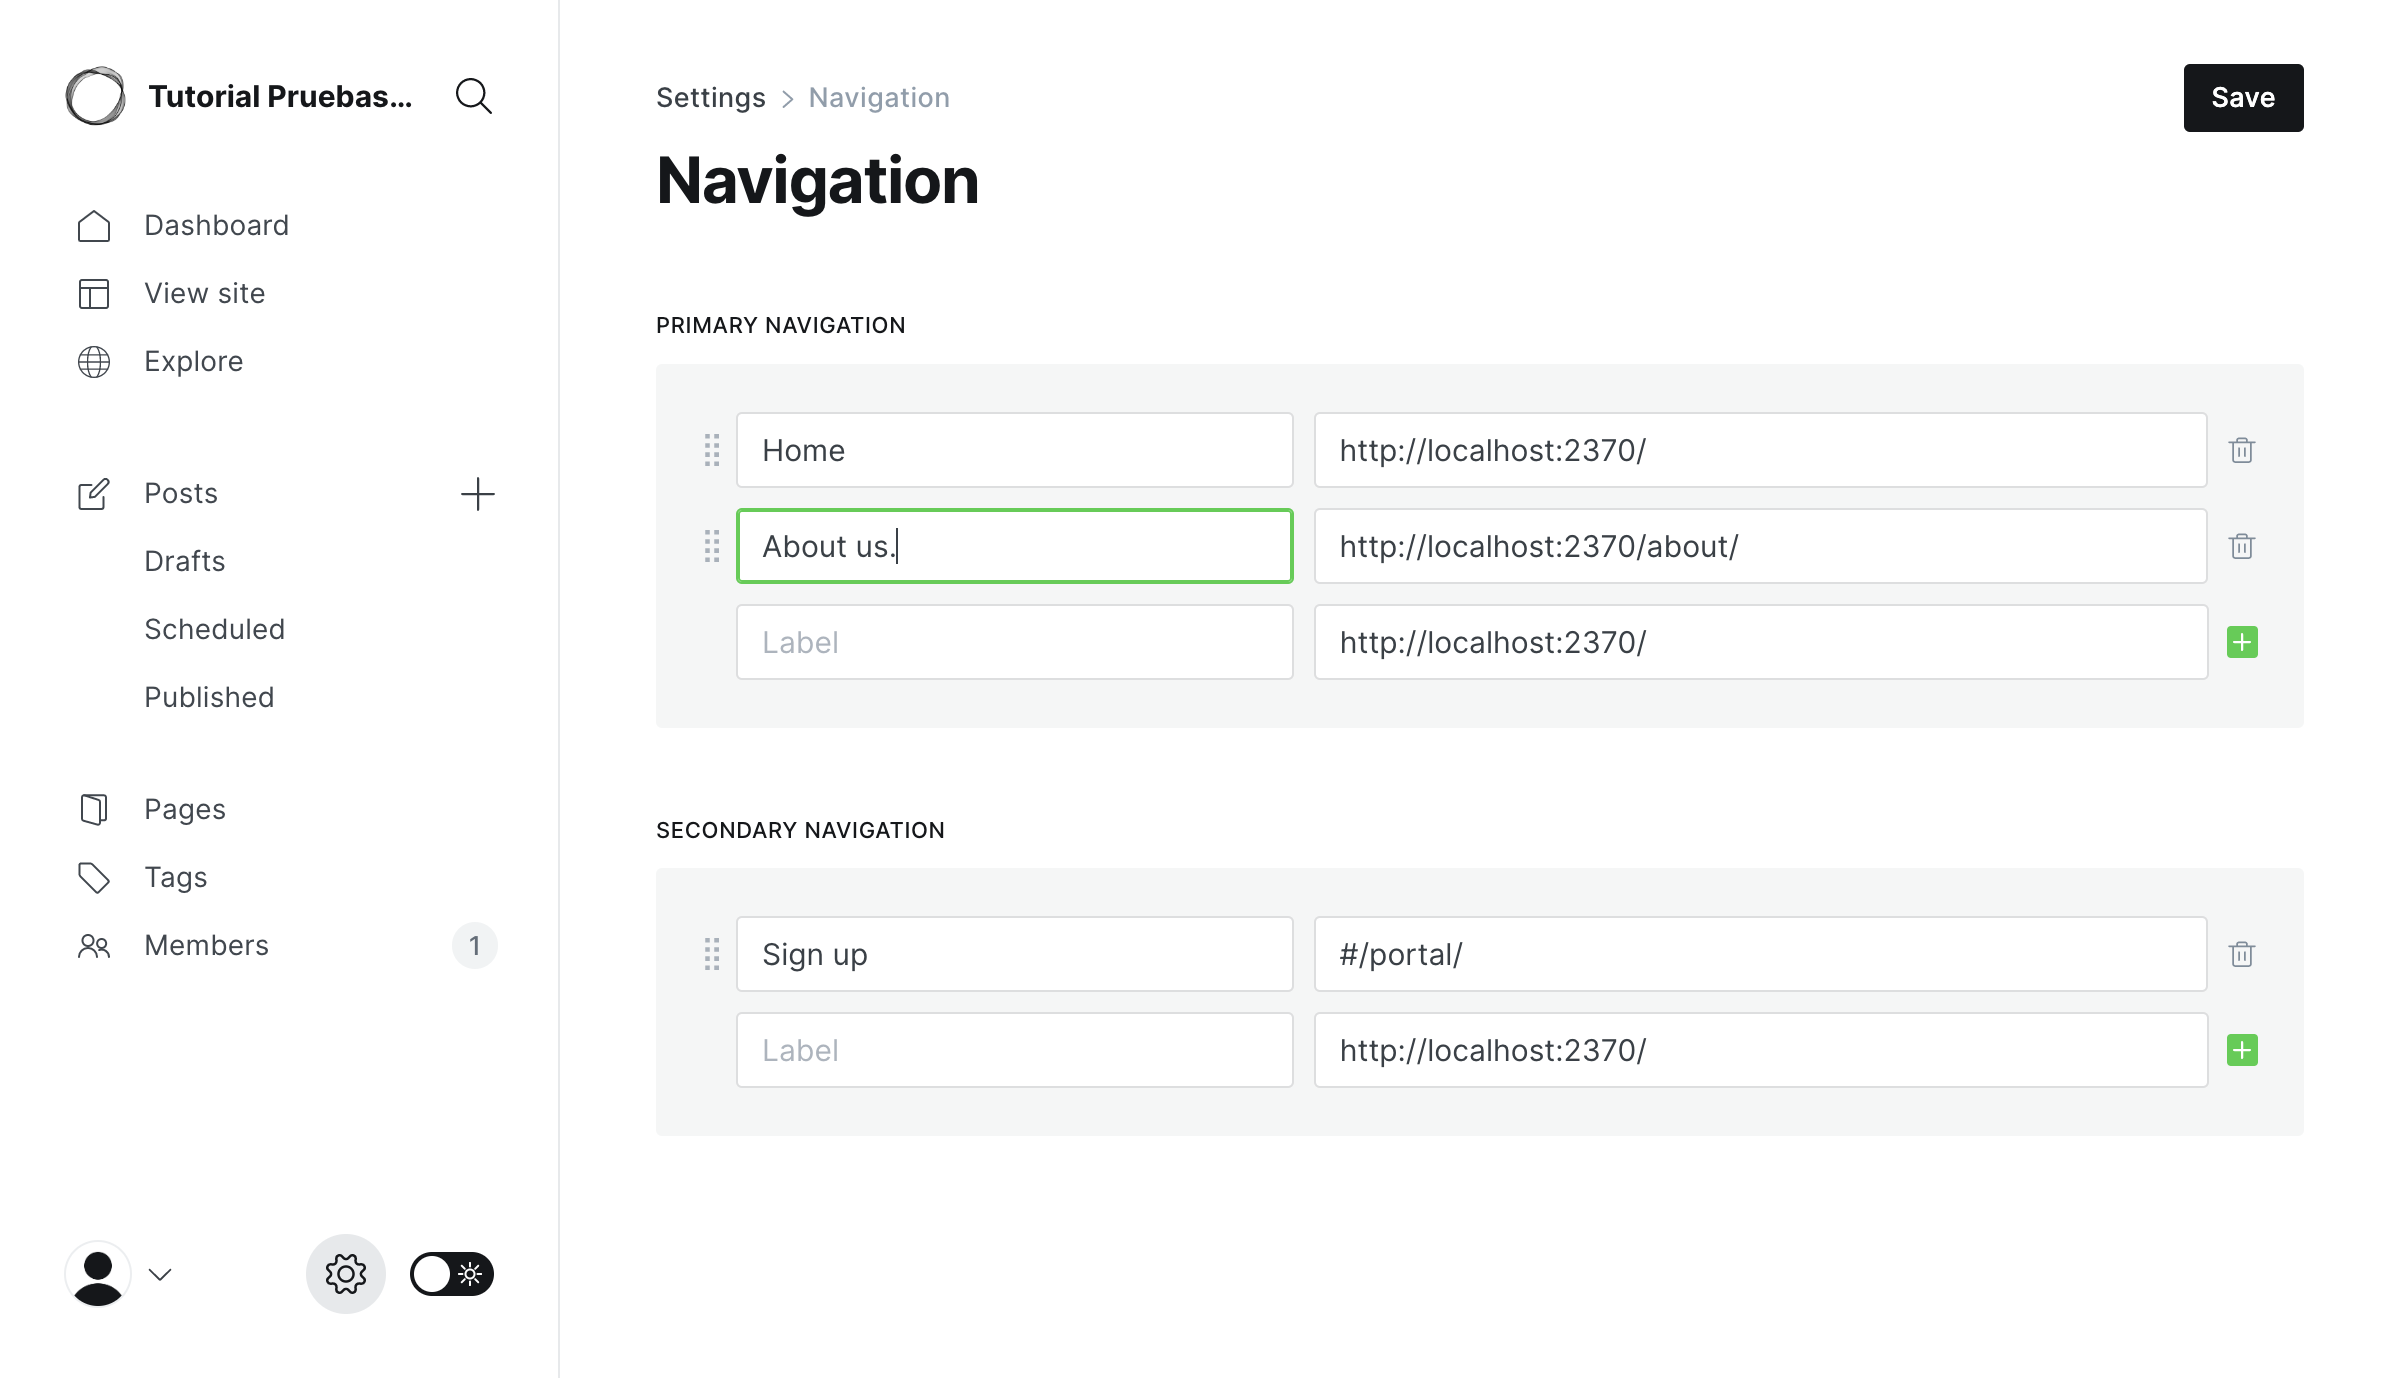 Tutorial Pruebas...
Dashboard
View site
Explore
Posts
Drafts
Scheduled
Published
Pages
Tags
Members 1
Settings > Navigation
Save
Navigation
PRIMARY NAVIGATION
Home http://localhost:2370/
About us. http://localhost:2370/about/
Label http://localhost:2370/
SECONDARY NAVIGATION
Sign up #/portal/
Label http://localhost:2370/